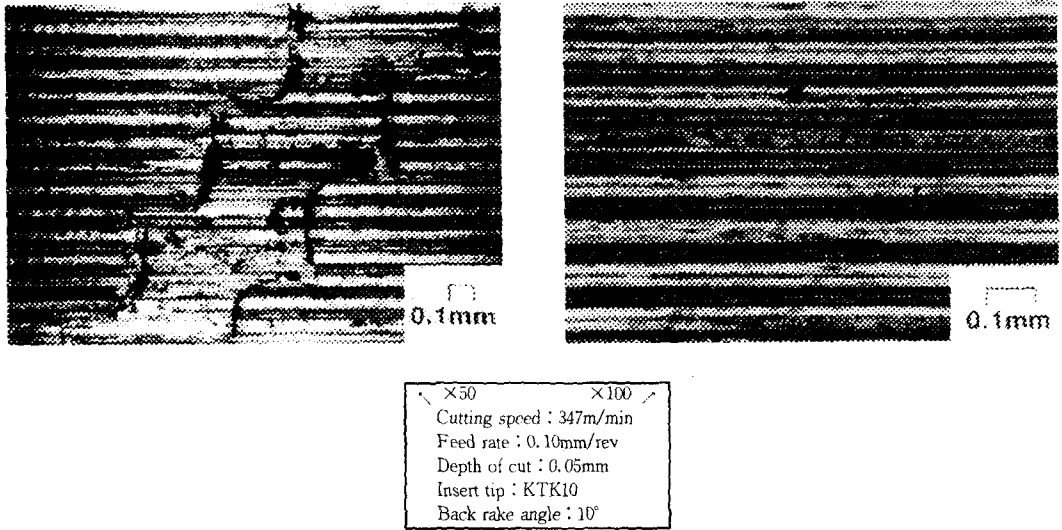 0.1mm
0.1mm
×50 ×100
Cutting speed : 347m/min
Feed rate : 0.10mm/rev
Depth of cut : 0.05mm
Insert tip : KTK10
Back rake angle : 10°